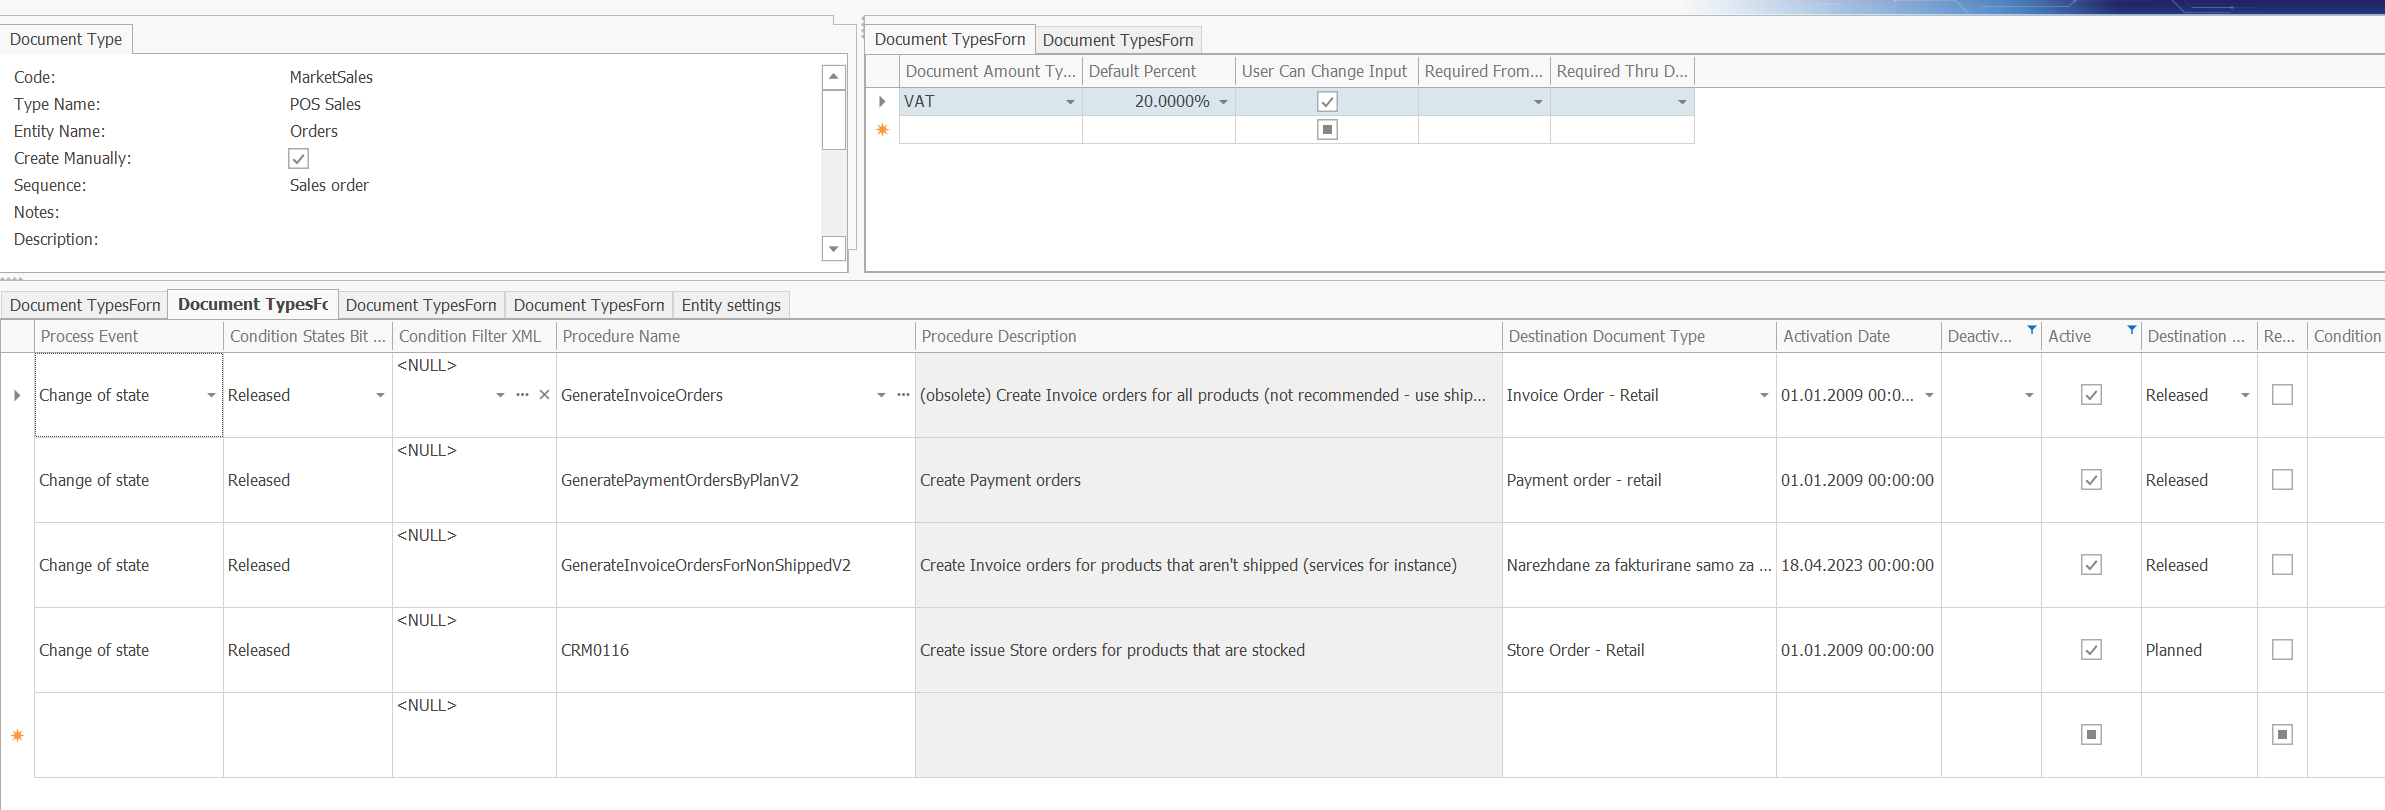 Document Type
Code: MarketSales
Type Name: POS Sales
Entity Name: Orders
Create Manually:
Sequence: Sales order
Notes:
Description:
Document TypesForn Document TypesForn
Document Amount Ty... Default Percent User Can Change Input Required From... Required Thru D...
VAT 20.0000%
Document TypesForn Document TypesFc Document TypesForn Document TypesForn Entity settings
Process Event Condition States Bit ... Condition Filter XML Procedure Name Procedure Description Destination Document Type Activation Date Deactiv... Active Destination ... Re... Condition
<NULL>
Change of state Released ... GenerateInvoiceOrders ... (obsolete) Create Invoice orders for all products (not recommended - use ship... Invoice Order - Retail 01.01.2009 00:0... Released
<NULL>
Change of state Released GeneratePaymentOrdersByPlanV2 Create Payment orders Payment order - retail 01.01.2009 00:00:00 Released
<NULL>
Change of state Released GenerateInvoiceOrdersForNonShippedV2 Create Invoice orders for products that aren't shipped (services for instance) Narezhdane za fakturirane samo za ... 18.04.2023 00:00:00 Released
<NULL>
Change of state Released CRM0116 Create issue Store orders for products that are stocked Store Order - Retail 01.01.2009 00:00:00 Planned
<NULL>